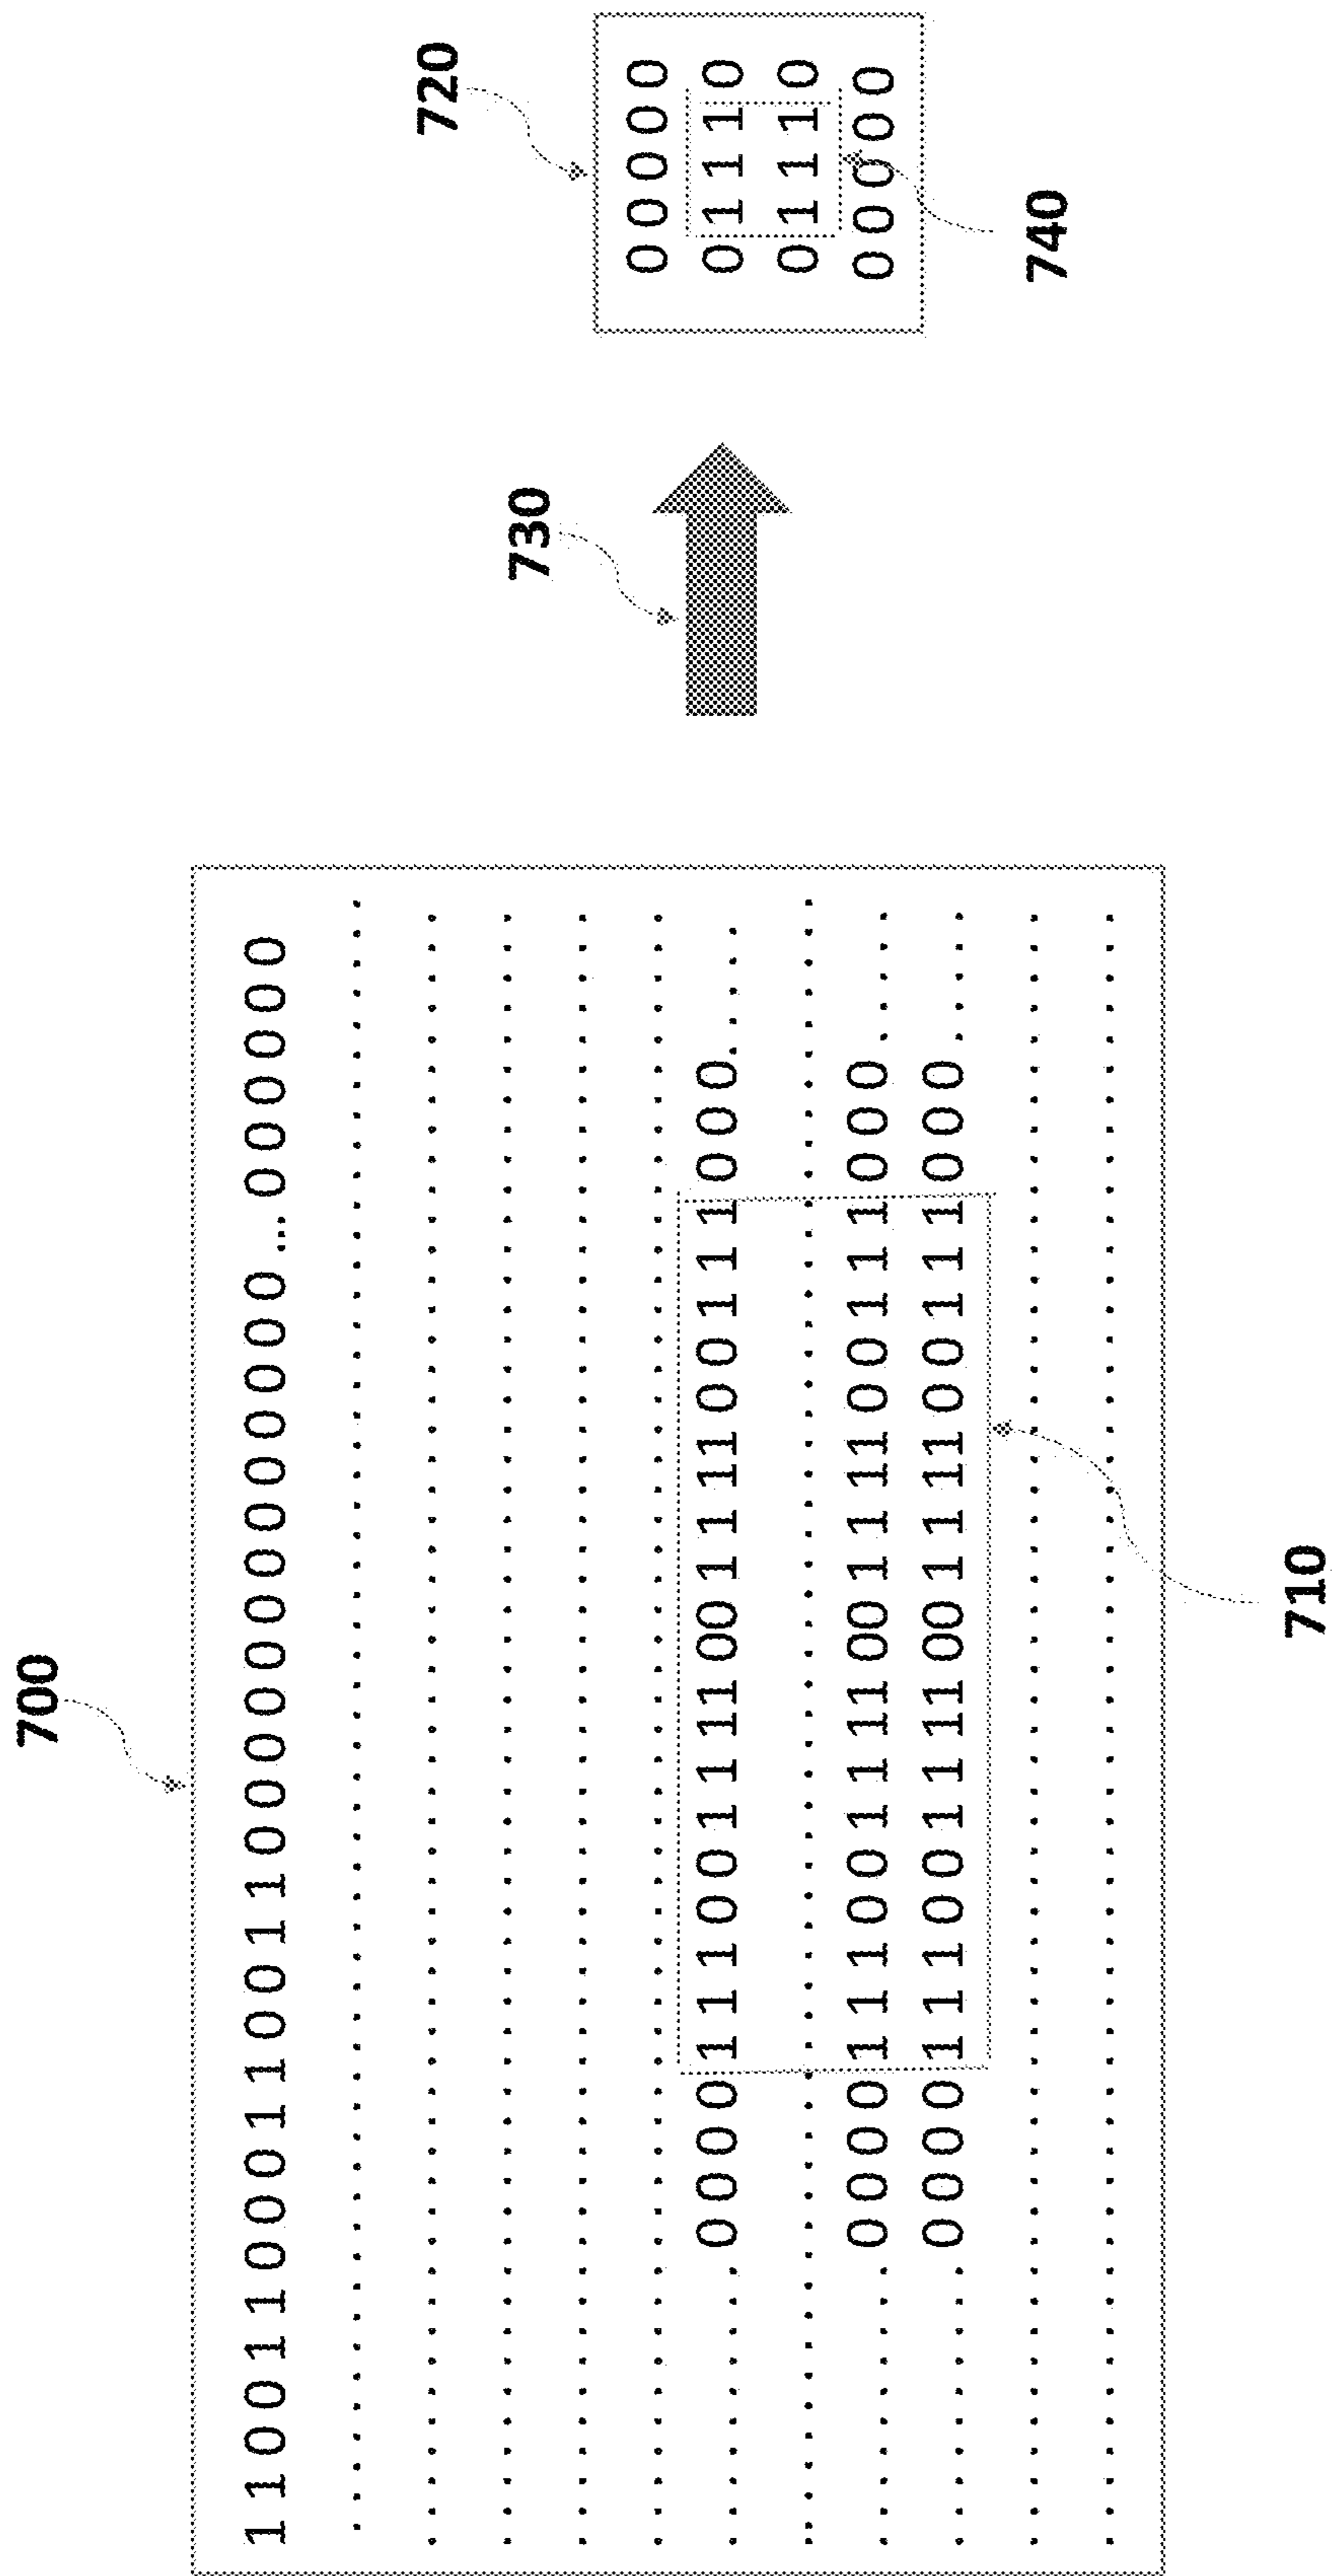 700
1 1 0 0 1 1 0 0 0 1 1 0 0 1 1 0 0 0 0 0 0 0 0 0 0 0 0 0 … 0 0 0 0 0 0
. . . . . . . . . . . . . . . . . . . . . . . . . . . . . . . . . . . . . . . . . . . . . . . . . . . . . . .
. . . . . . . . . . . . . . . . . . . . . . . . . . . . . . . . . . . . . . . . . . . . . . . . . . . . . . .
. . . . . . . . . . . . . . . . . . . . . . . . . . . . . . . . . . . . . . . . . . . . . . . . . . . . . . .
. . . . . . . . . . . . . . . . . . . . . . . . . . . . . . . . . . . . . . . . . . . . . . . . . . . . . . .
. . . . . . . . . . . . . . . . . . . . . . . . . . . . . . . . . . . . . . . . . . . . . . . . . . . . . . .
. . . . . . . . . . 0 0 0 0 1 1 1 0 0 1 1 1 1 0 0 1 1 1 1 0 0 1 1 1 0 0 0 . . . . .
. . . . . . . . . . . . . . . . . . . . . . . . . . . . . . . . . . . . . . . . . . . . . . . . . . . . . . .
. . . . . . . . . . 0 0 0 0 1 1 1 0 0 1 1 1 1 0 0 1 1 1 1 0 0 1 1 1 0 0 0 . . . . .
. . . . . . . . . . 0 0 0 0 1 1 1 0 0 1 1 1 1 0 0 1 1 1 1 0 0 1 1 1 0 0 0 . . . . .
. . . . . . . . . . . . . . . . . . . . . . . . . . . . . . . . . . . . . . . . . . . . . . . . . . . . . . .
. . . . . . . . . . . . . . . . . . . . . . . . . . . . . . . . . . . . . . . . . . . . . . . . . . . . . . .
710
730
720
0 0 0 0 0
0 1 1 1 0
0 1 1 1 0
0 0 0 0 0
740